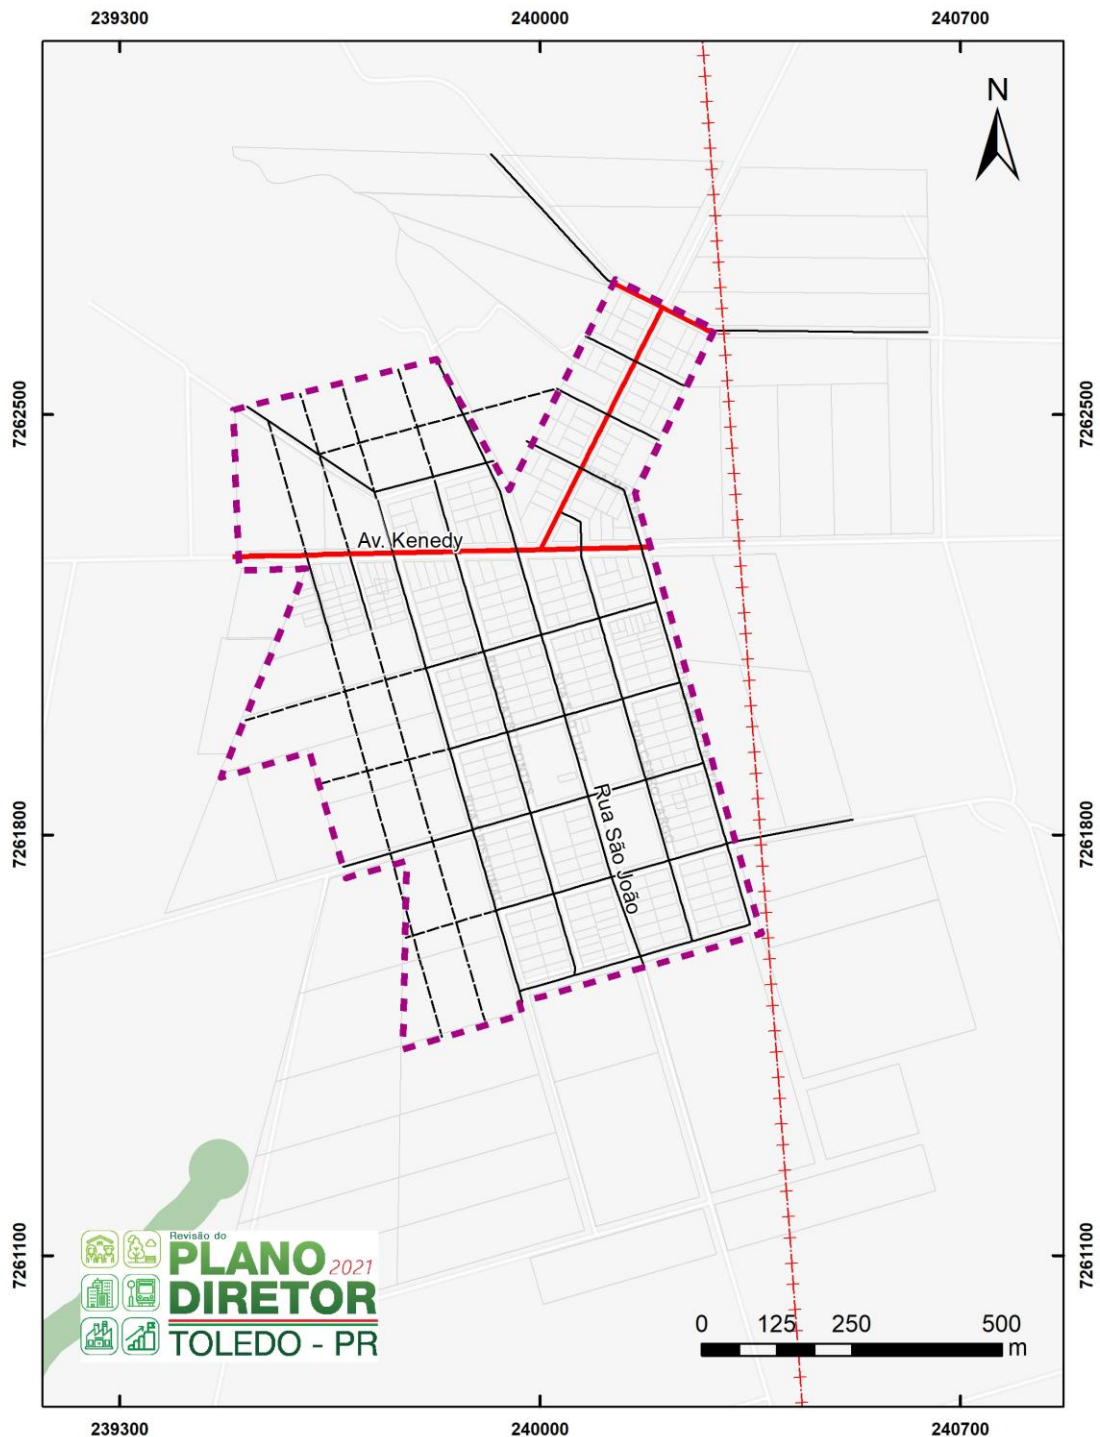 239300 240000 240700
N
7262500 7262500
Av. Kenedy
7261800 7261800
Rua São João
7261100 7261100
Revisão do
PLANO 2021
DIRETOR
TOLEDO - PR
0 125 250 500
m
239300 240000 240700